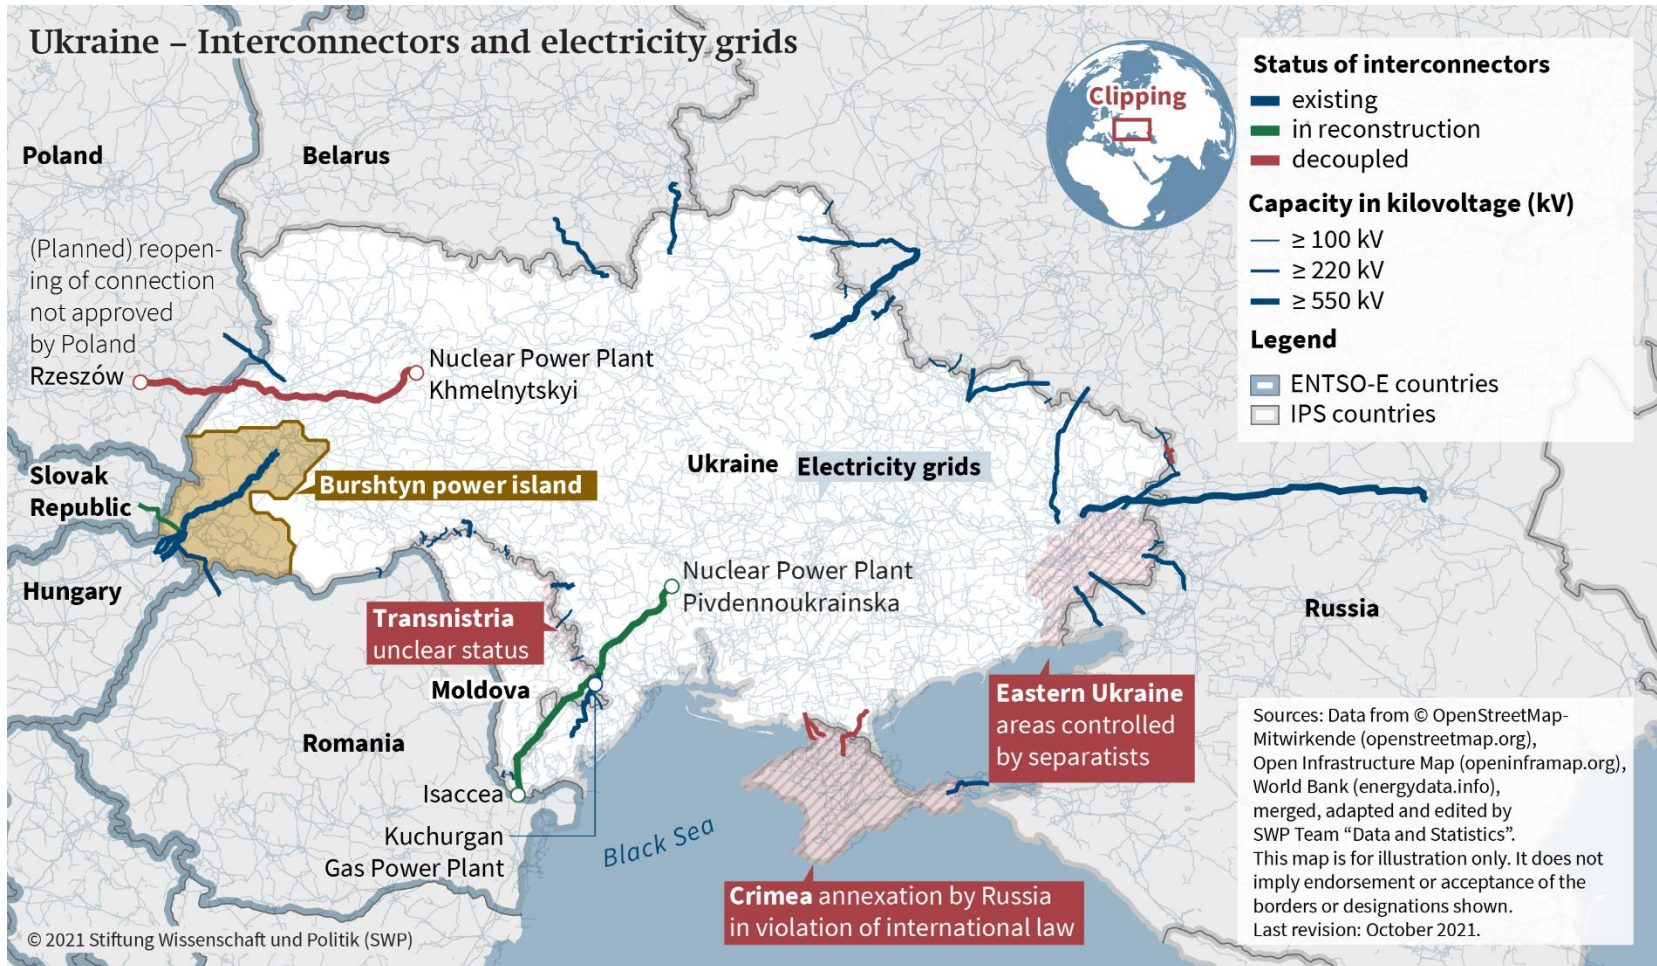 Ukraine – Interconnectors and electricity grids
Poland
Belarus
(Planned) reopen-
ing of connection
not approved
by Poland
Rzeszów
Nuclear Power Plant
Khmelnytskyi
Slovak
Republic
Burshtyn power island
Ukraine
Electricity grids
Hungary
Nuclear Power Plant
Pivdennoukrainska
Transnistria
unclear status
Moldova
Romania
Isaccea
Kuchurgan
Gas Power Plant
Black Sea
Russia
Eastern Ukraine
areas controlled
by separatists
Crimea annexation by Russia
in violation of international law
© 2021 Stiftung Wissenschaft und Politik (SWP)
Clipping
Status of interconnectors
existing
in reconstruction
decoupled
Capacity in kilovoltage (kV)
≥ 100 kV
≥ 220 kV
≥ 550 kV
Legend
ENTSO-E countries
IPS countries
Sources: Data from © OpenStreetMap-
Mitwirkende (openstreetmap.org),
Open Infrastructure Map (openinframap.org),
World Bank (energydata.info),
merged, adapted and edited by
SWP Team “Data and Statistics”.
This map is for illustration only. It does not
imply endorsement or acceptance of the
borders or designations shown.
Last revision: October 2021.